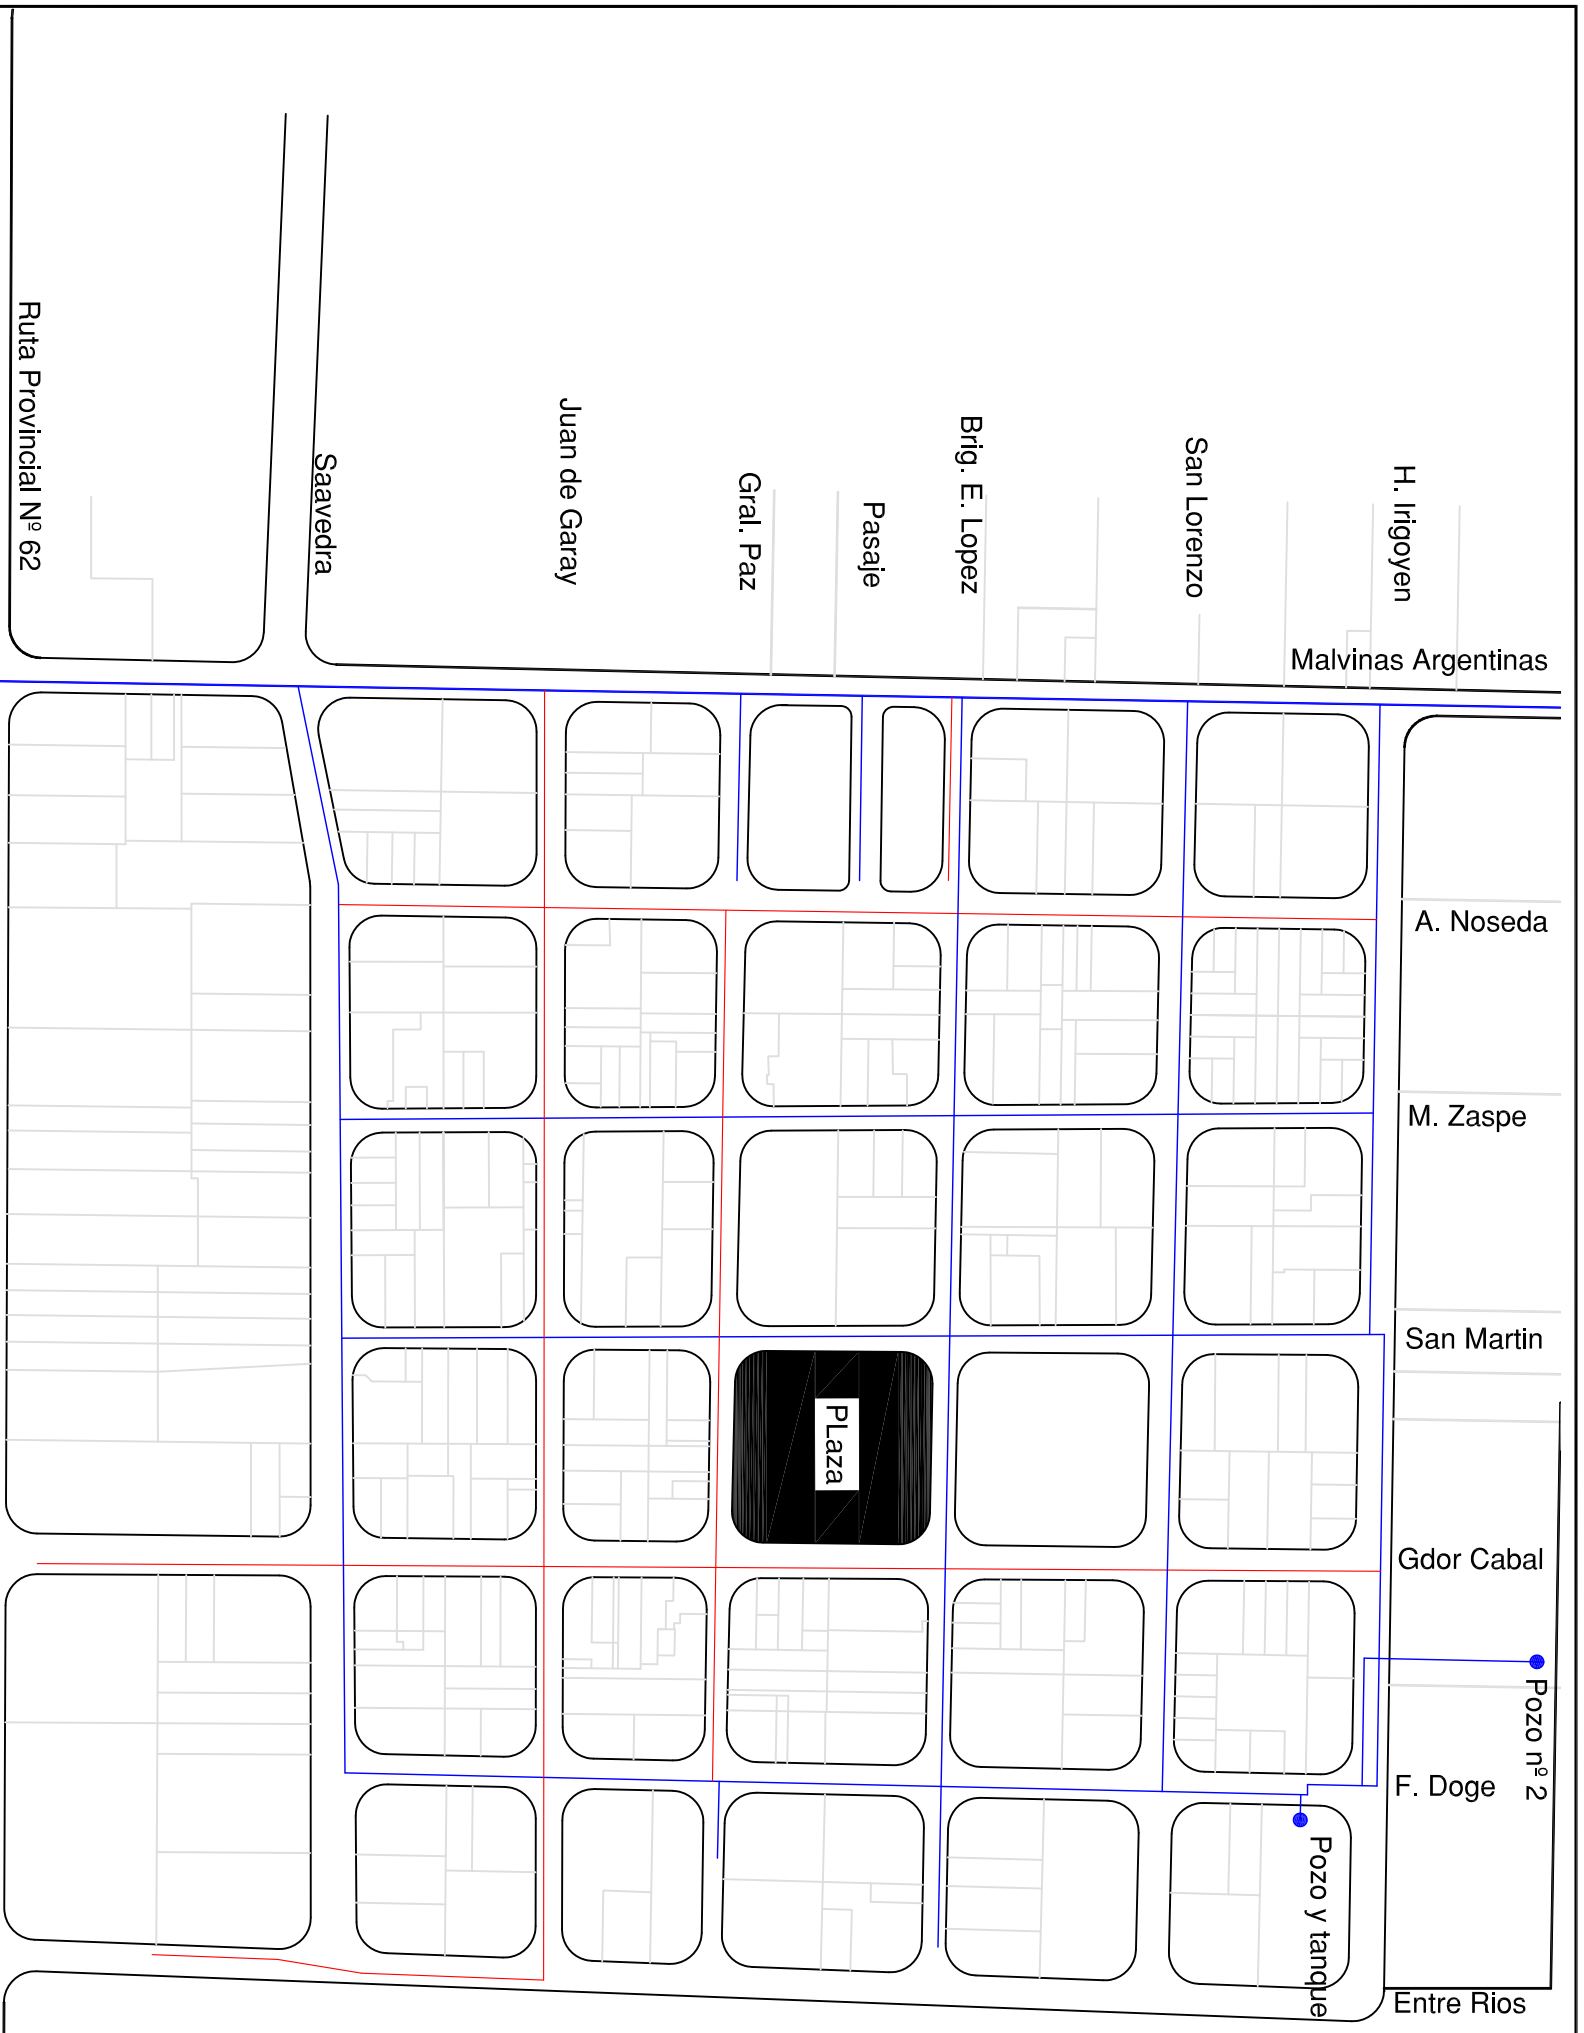 Ruta Provincial Nº 62
Saavedra
Juan de Garay
Gral. Paz
Pasaje
Brig. E. Lopez
San Lorenzo
H. Irigoyen
Malvinas Argentinas
A. Noseda
M. Zaspe
San Martin
PLaza
Gdor Cabal
Pozo nº 2
F. Doge
Pozo y tanque
Entre Rios